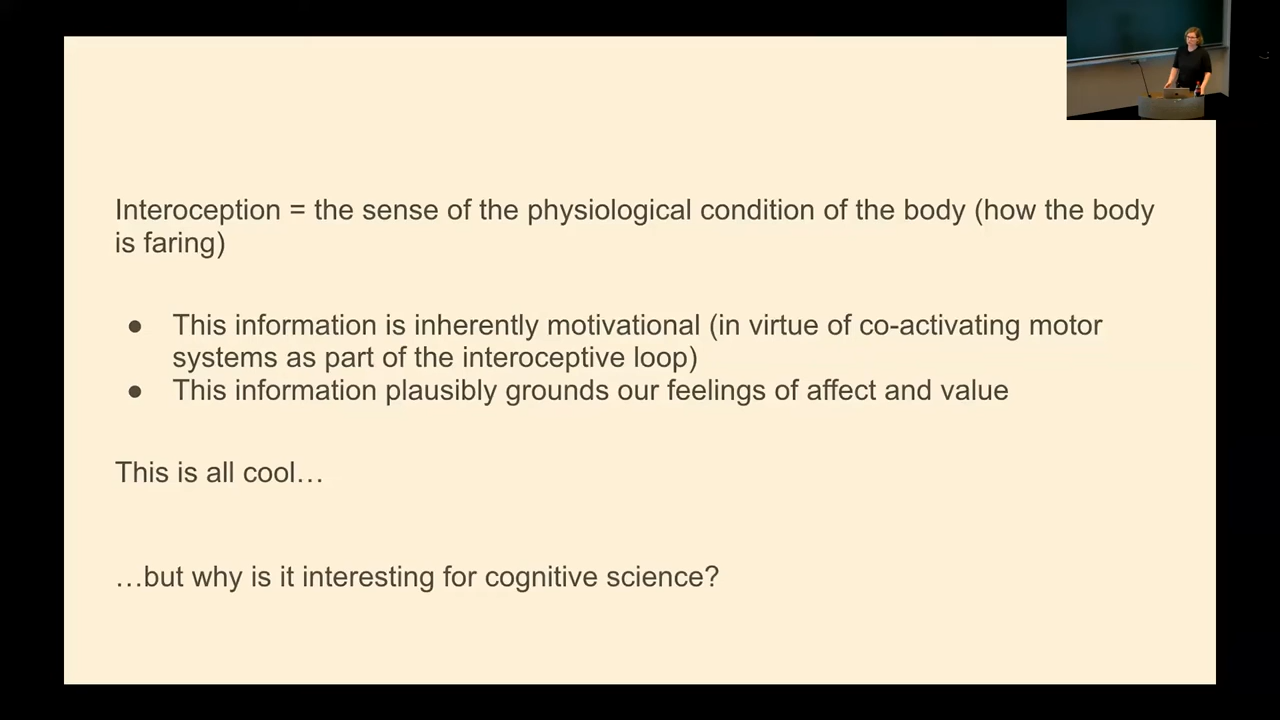 Interoception = the sense of the physiological condition of the body (how the body
is faring)
● This information is inherently motivational (in virtue of co-activating motor
systems as part of the interoceptive loop)
● This information plausibly grounds our feelings of affect and value
This is all cool…
…but why is it interesting for cognitive science?